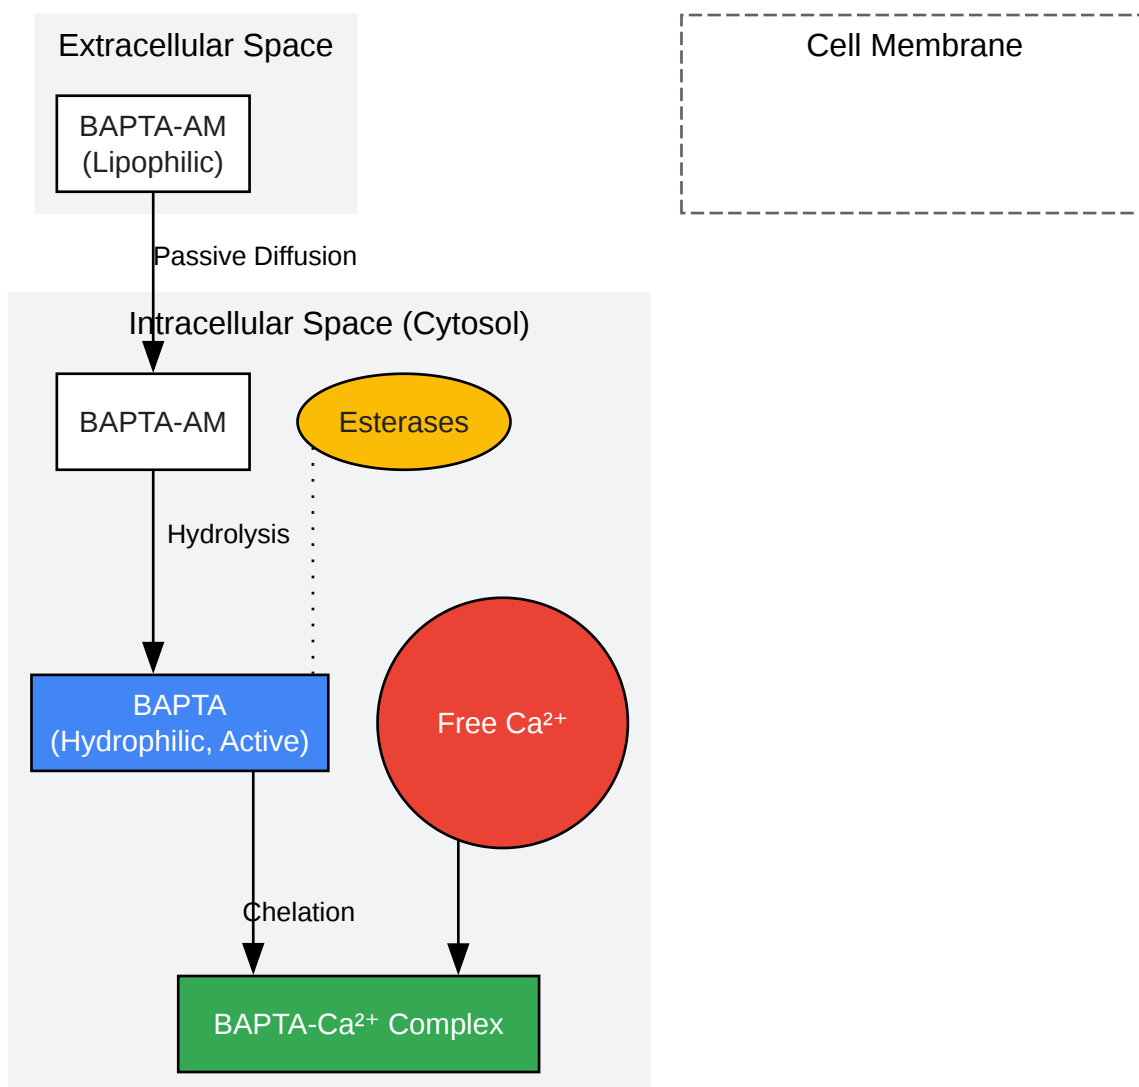 Extracellular Space
Cell Membrane
BAPTA-AM
(Lipophilic)
Passive Diffusion
Intracellular Space (Cytosol)
BAPTA-AM
Esterases
Hydrolysis
BAPTA
(Hydrophilic, Active)
Free Ca²⁺
Chelation
BAPTA-Ca²⁺ Complex